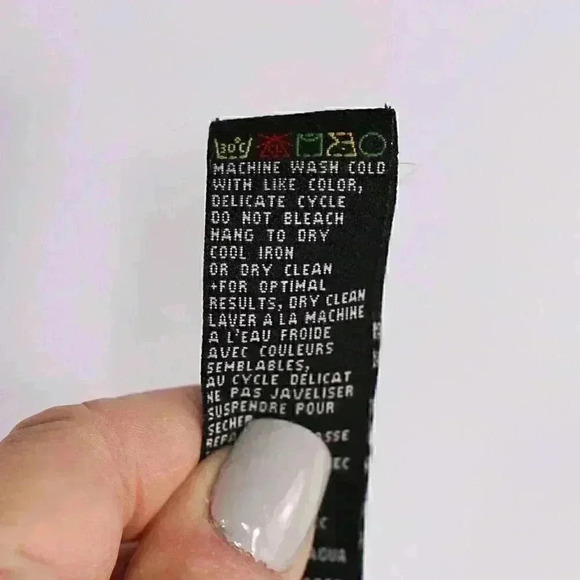 30°C
MACHINE WASH COLD
WITH LIKE COLOR,
DELICATE CYCLE
DO NOT BLEACH
HANG TO DRY
COOL IRON
OR DRY CLEAN
+FOR OPTIMAL
RESULTS, DRY CLEAN
LAVER A LA MACHINE
A L'EAU FROIDE
AVEC COULEURS
SEMBLABLES,
AU CYCLE DELICAT
NE PAS JAVELISER
SUSPENDRE POUR
SECHER